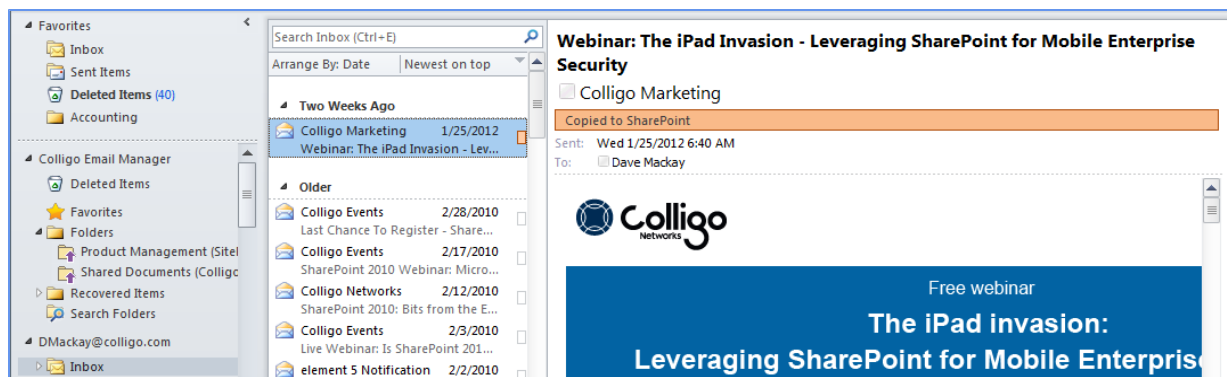 Favorites
Inbox
Sent Items
Deleted Items (40)
Accounting
Colligo Email Manager
Deleted Items
Favorites
Folders
Product Management (Sitel
Shared Documents (Colligo
Recovered Items
Search Folders
DMackay@colligo.com
Inbox
Search Inbox (Ctrl+E)
Arrange By: Date Newest on top
Two Weeks Ago
Colligo Marketing 1/25/2012
Webinar: The iPad Invasion - Lev...
Older
Colligo Events 2/28/2010
Last Chance To Register - Share...
Colligo Events 2/17/2010
SharePoint 2010 Webinar: Micro...
Colligo Networks 2/12/2010
SharePoint 2010: Bits from the E...
Colligo Events 2/3/2010
Live Webinar: Is SharePoint 201...
element 5 Notification 2/2/2010
Webinar: The iPad Invasion - Leveraging SharePoint for Mobile Enterprise
Security
Colligo Marketing
Copied to SharePoint
Sent: Wed 1/25/2012 6:40 AM
To: Dave Mackay
Colligo
Networks
Free webinar
The iPad invasion:
Leveraging SharePoint for Mobile Enterprise